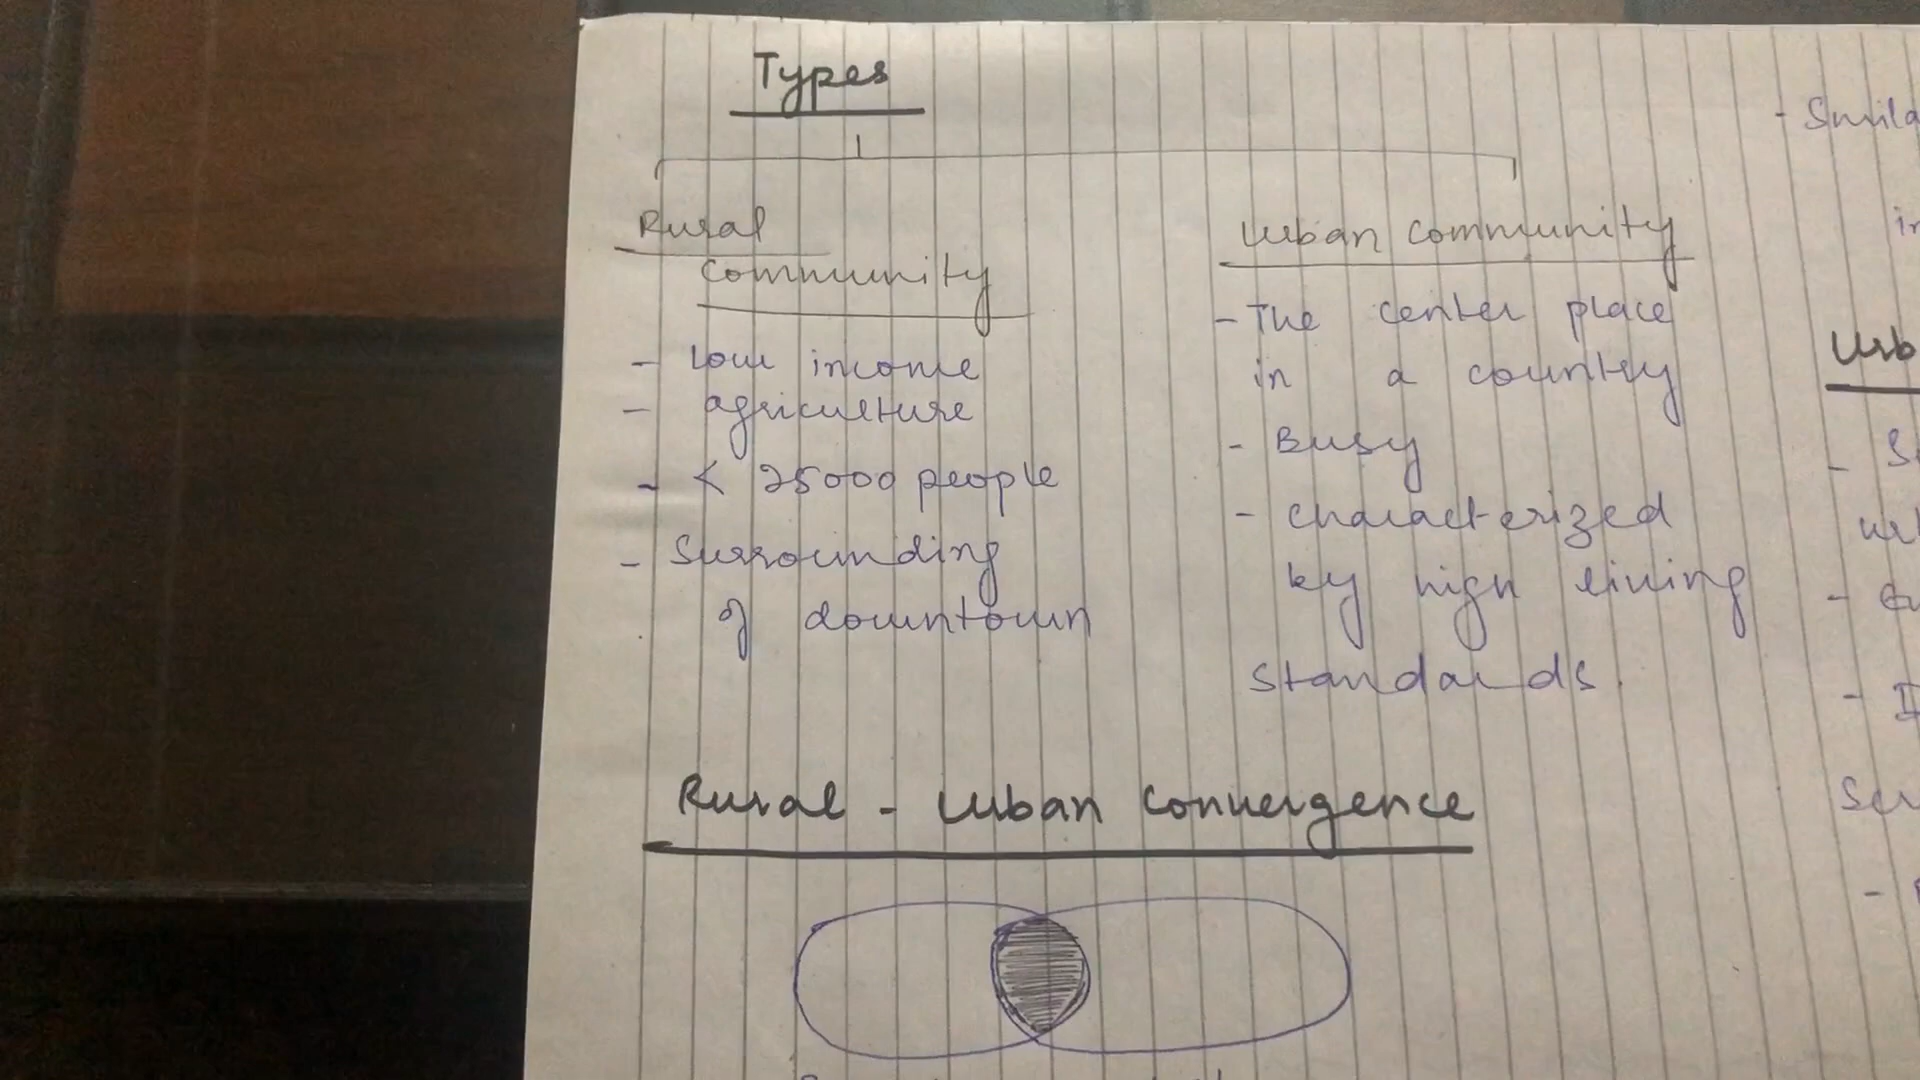 Types
Rural
Community
- low income
- agriculture
- < 25000 people
- Surrounding
of downtown
Urban Community
- The center place
in a country
- Busy
- characterized
by high living
standards.
Rural - Urban Convergence